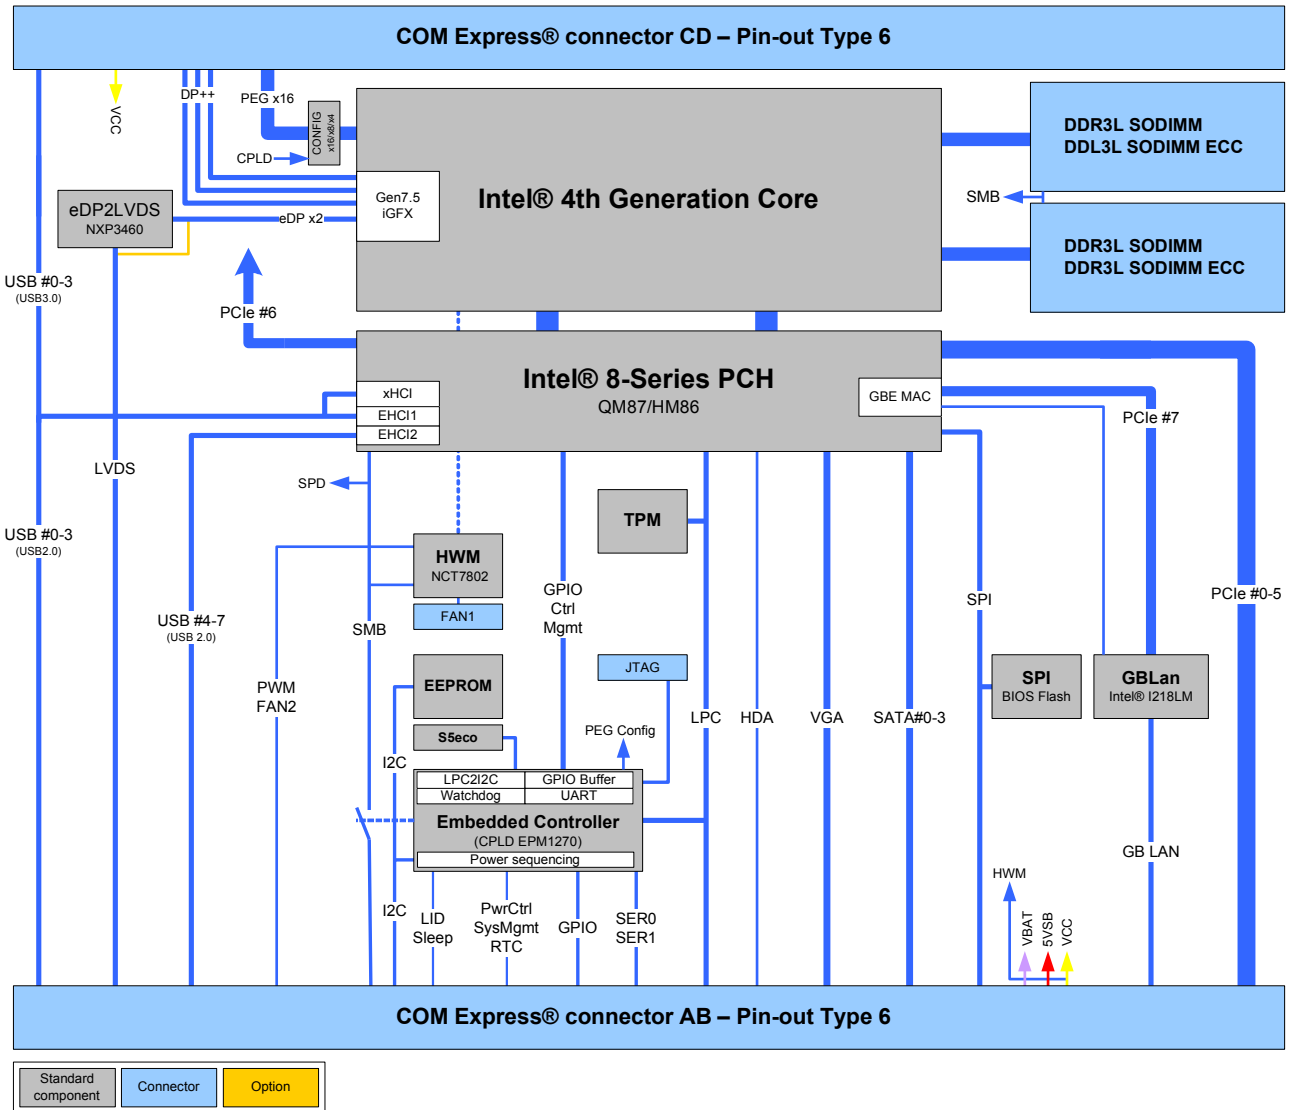 COM Express® connector CD – Pin-out Type 6
VCC
DP++
PEG x16
CONFIG
x16/x8/x4
CPLD
Gen7.5
iGFX
Intel® 4th Generation Core
DDR3L SODIMM
DDL3L SODIMM ECC
SMB
DDR3L SODIMM
DDR3L SODIMM ECC
eDP2LVDS
NXP3460
eDP x2
USB #0-3
(USB3.0)
PCIe #6
Intel® 8-Series PCH
QM87/HM86
xHCI
EHCI1
EHCI2
GBE MAC
PCIe #7
LVDS
SPD
USB #0-3
(USB2.0)
TPM
HWM
NCT7802
FAN1
GPIO
Ctrl
Mgmt
SPI
PCIe #0-5
USB #4-7
(USB 2.0)
SMB
JTAG
EEPROM
SPI
BIOS Flash
GBLan
Intel® I218LM
PWM
FAN2
S5eco
PEG Config
LPC
HDA
VGA
SATA#0-3
I2C
LPC2I2C
GPIO Buffer
Watchdog
UART
Embedded Controller
(CPLD EPM1270)
Power sequencing
GB LAN
HWM
I2C
LID
Sleep
PwrCtrl
SysMgmt
RTC
GPIO
SER0
SER1
VBAT
5VSB
VCC
COM Express® connector AB – Pin-out Type 6
Standard
component
Connector
Option